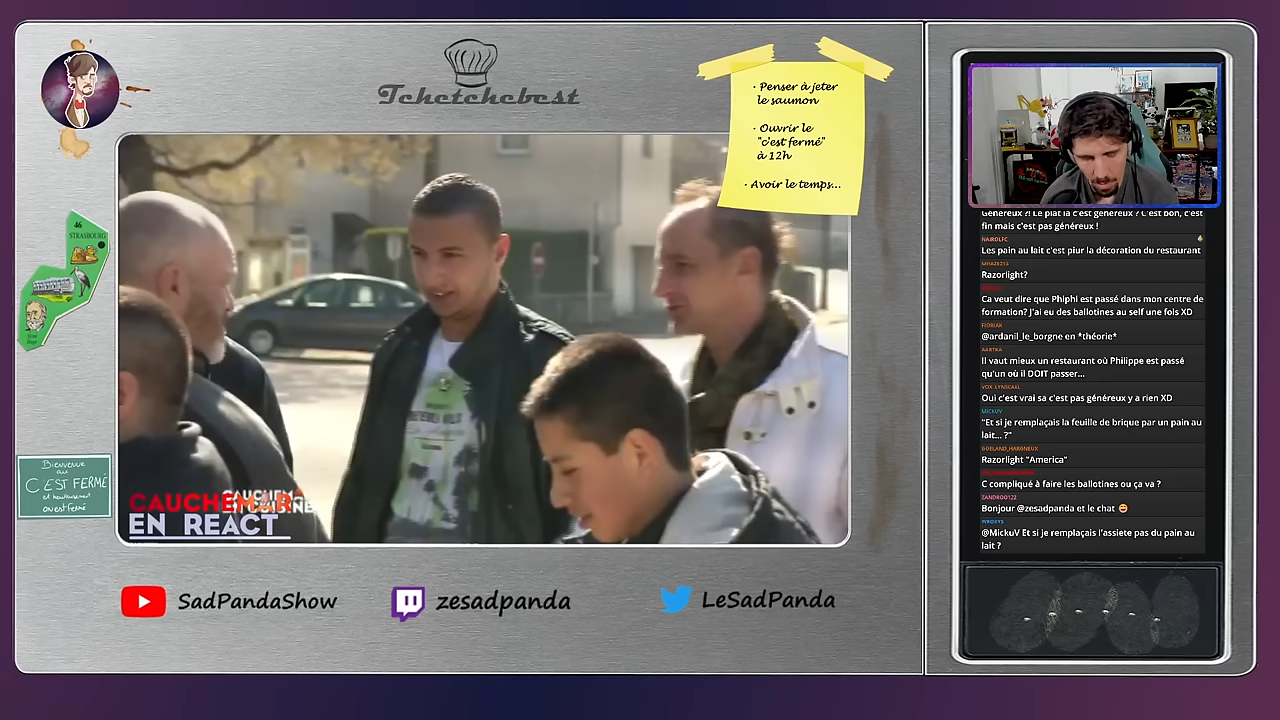 Tchetchebest
· Penser à jeter
le saumon
· Ouvrir le
"c'est fermé"
à 12h
· Avoir le temps...
46
STRASBOURG
Bienvenue
au
C'EST FERMÉ
et heureusement
on est fermé
CAUCHEMAR
EN REACT
SadPandaShow
zesadpanda
LeSadPanda
Généreux ?! Le plat là c'est généreux ? C'est bon, c'est
fin mais c'est pas généreux !
NAIROLFC
Les pain au lait c'est piur la décoration du restaurant
Razorlight?
Ca veut dire que Phiphi est passé dans mon centre de
formation? J'ai eu des ballotines au self une fois XD
@ardanil_le_borgne en *théorie*
Il vaut mieux un restaurant où Philippe est passé
qu'un où il DOIT passer...
VOX_LYNSCAEL
Oui c'est vrai sa c'est pas généreux y a rien XD
MICKUV
"Et si je remplaçais la feuille de brique par un pain au
lait... ?"
GOELAND_HARGNEUX
Razorlight "America"
C compliqué à faire les ballotines ou ça va ?
ZANDROU122
Bonjour @zesadpanda et le chat 😍
@MickuV Et si je remplaçais l'assiete pas du pain au
lait ?